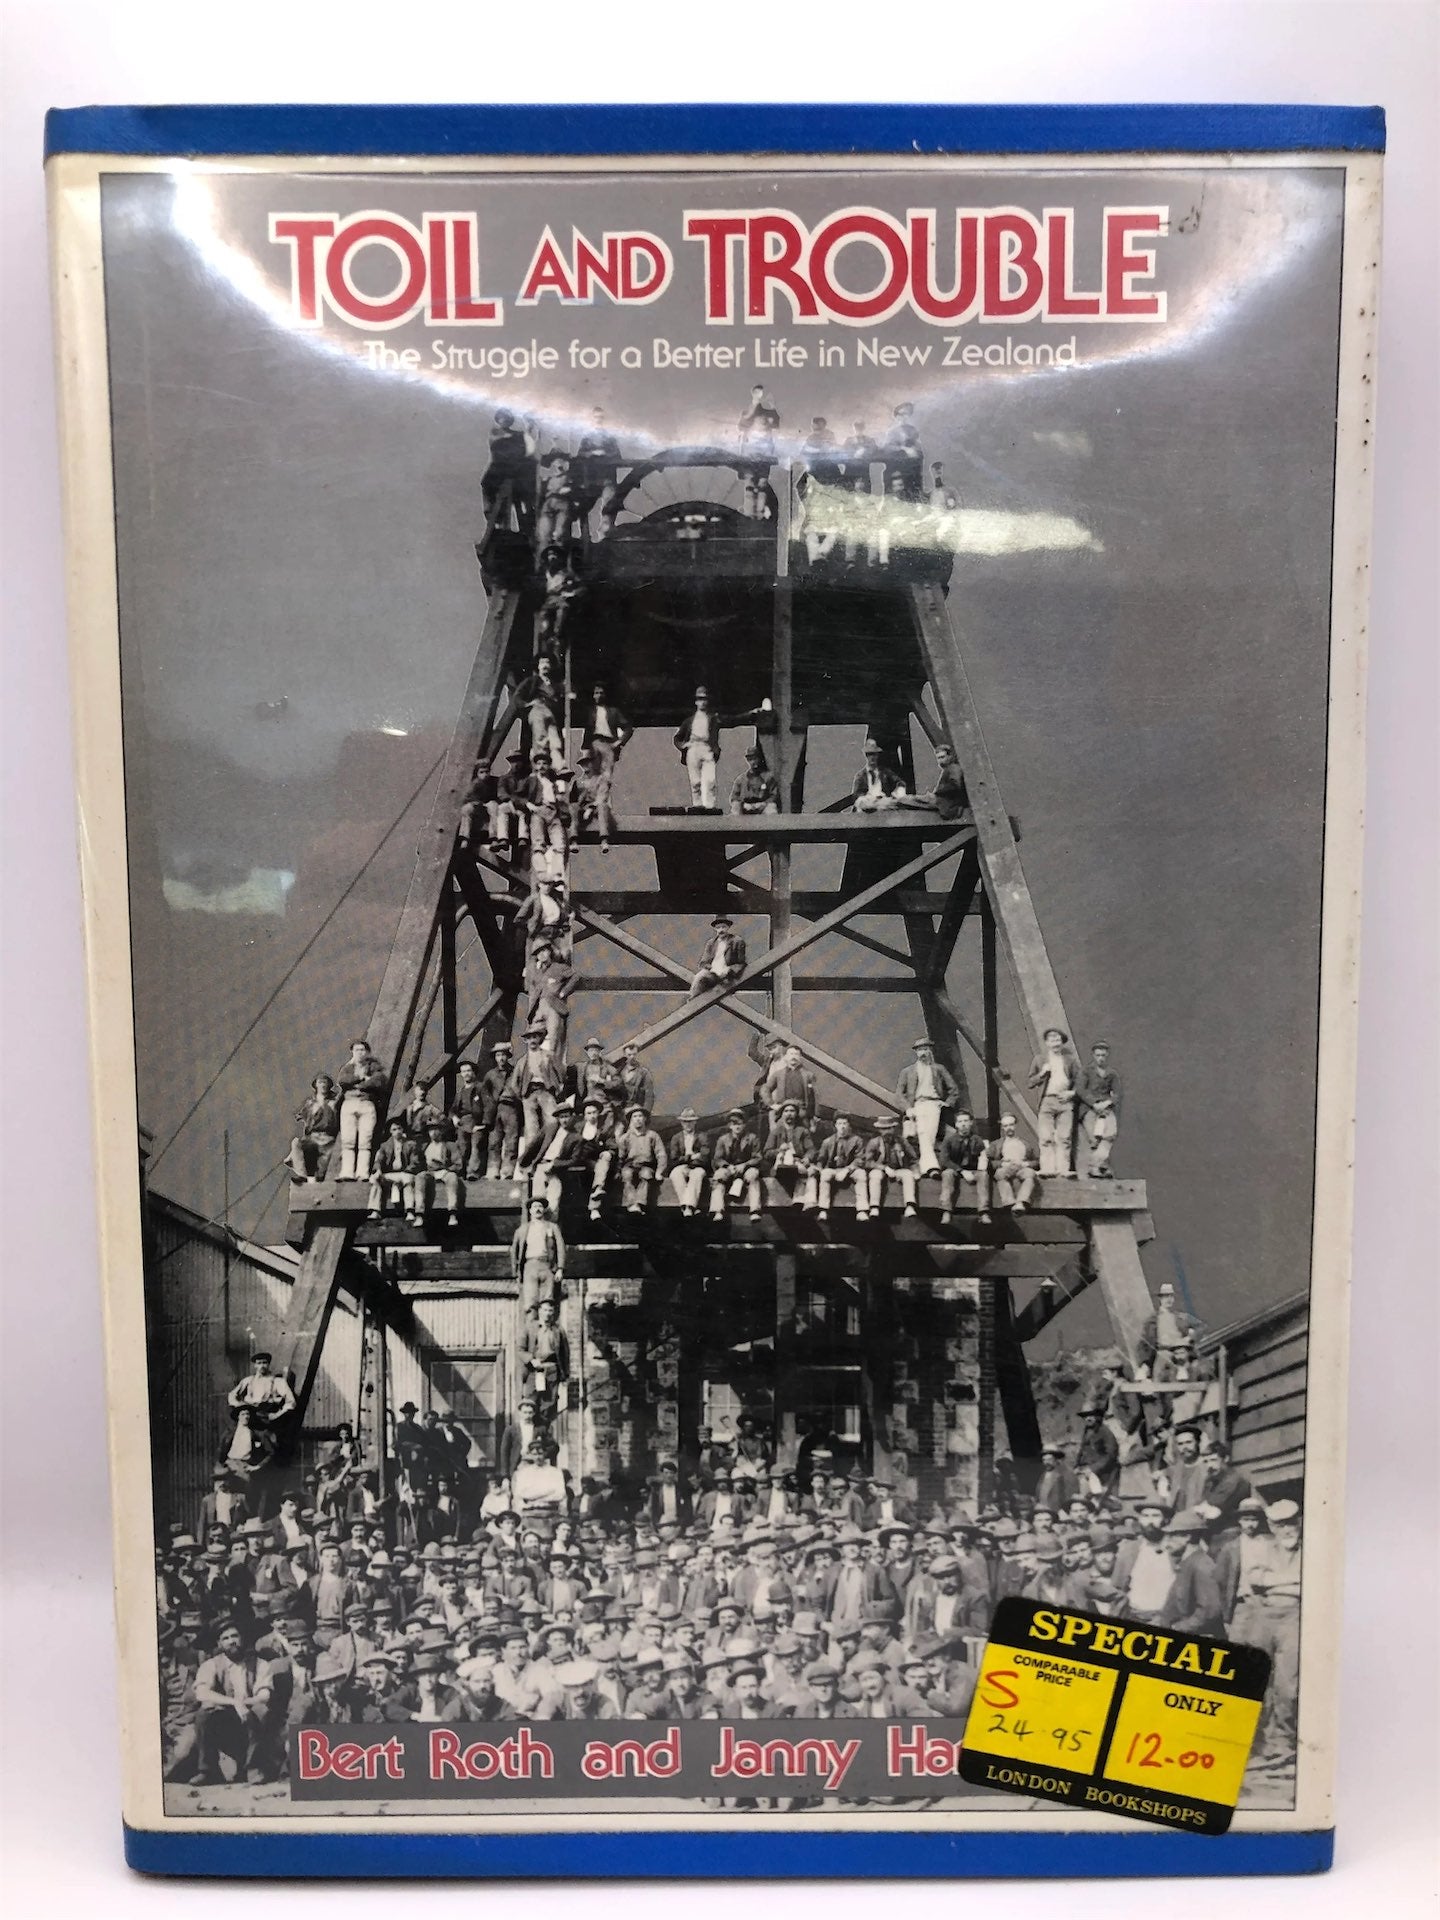 TOIL AND TROUBLE
The Struggle for a Better Life in New Zealand
Bert Roth and Janny
SPECIAL
COMPARABLE PRICE
S
24.95
ONLY
12-00
LONDON BOOKSHOPS